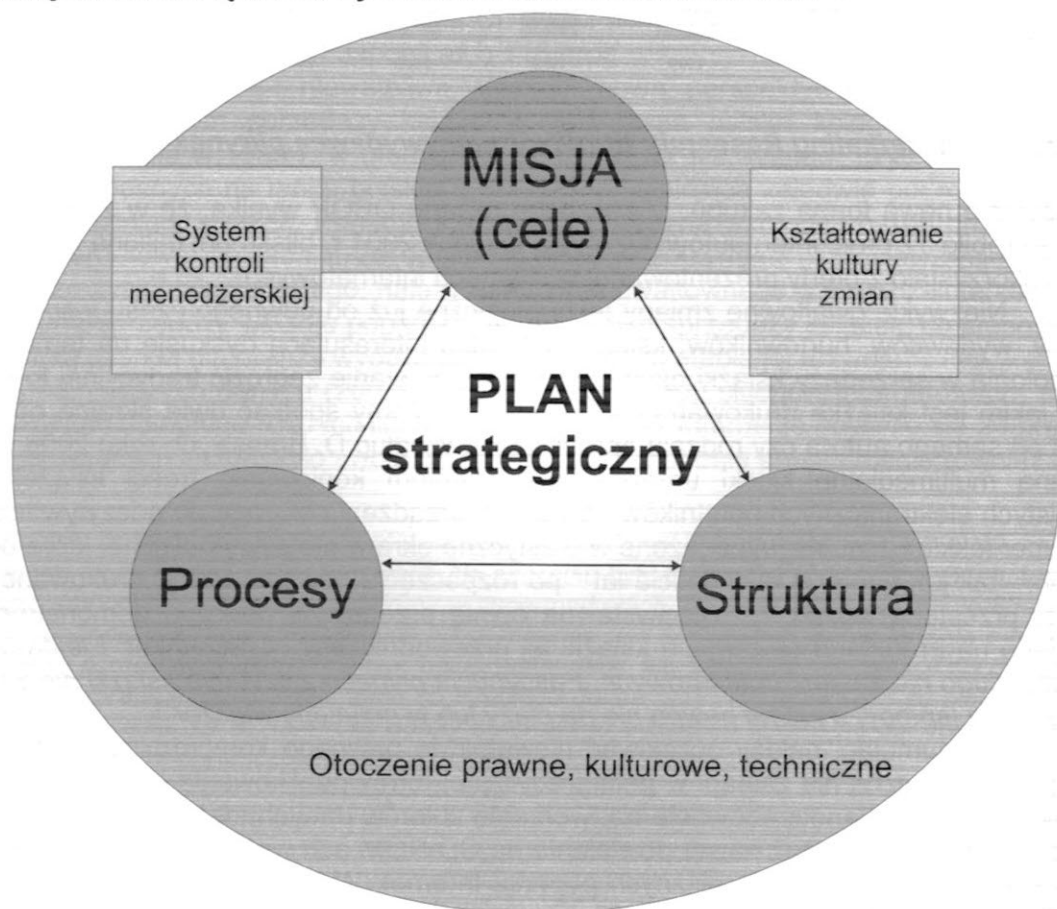 MISJA
(cele)
System
kontroli
menedżerskiej
Kształtowanie
kultury
zmian
PLAN
strategiczny
Procesy
Struktura
Otoczenie prawne, kulturowe, techniczne